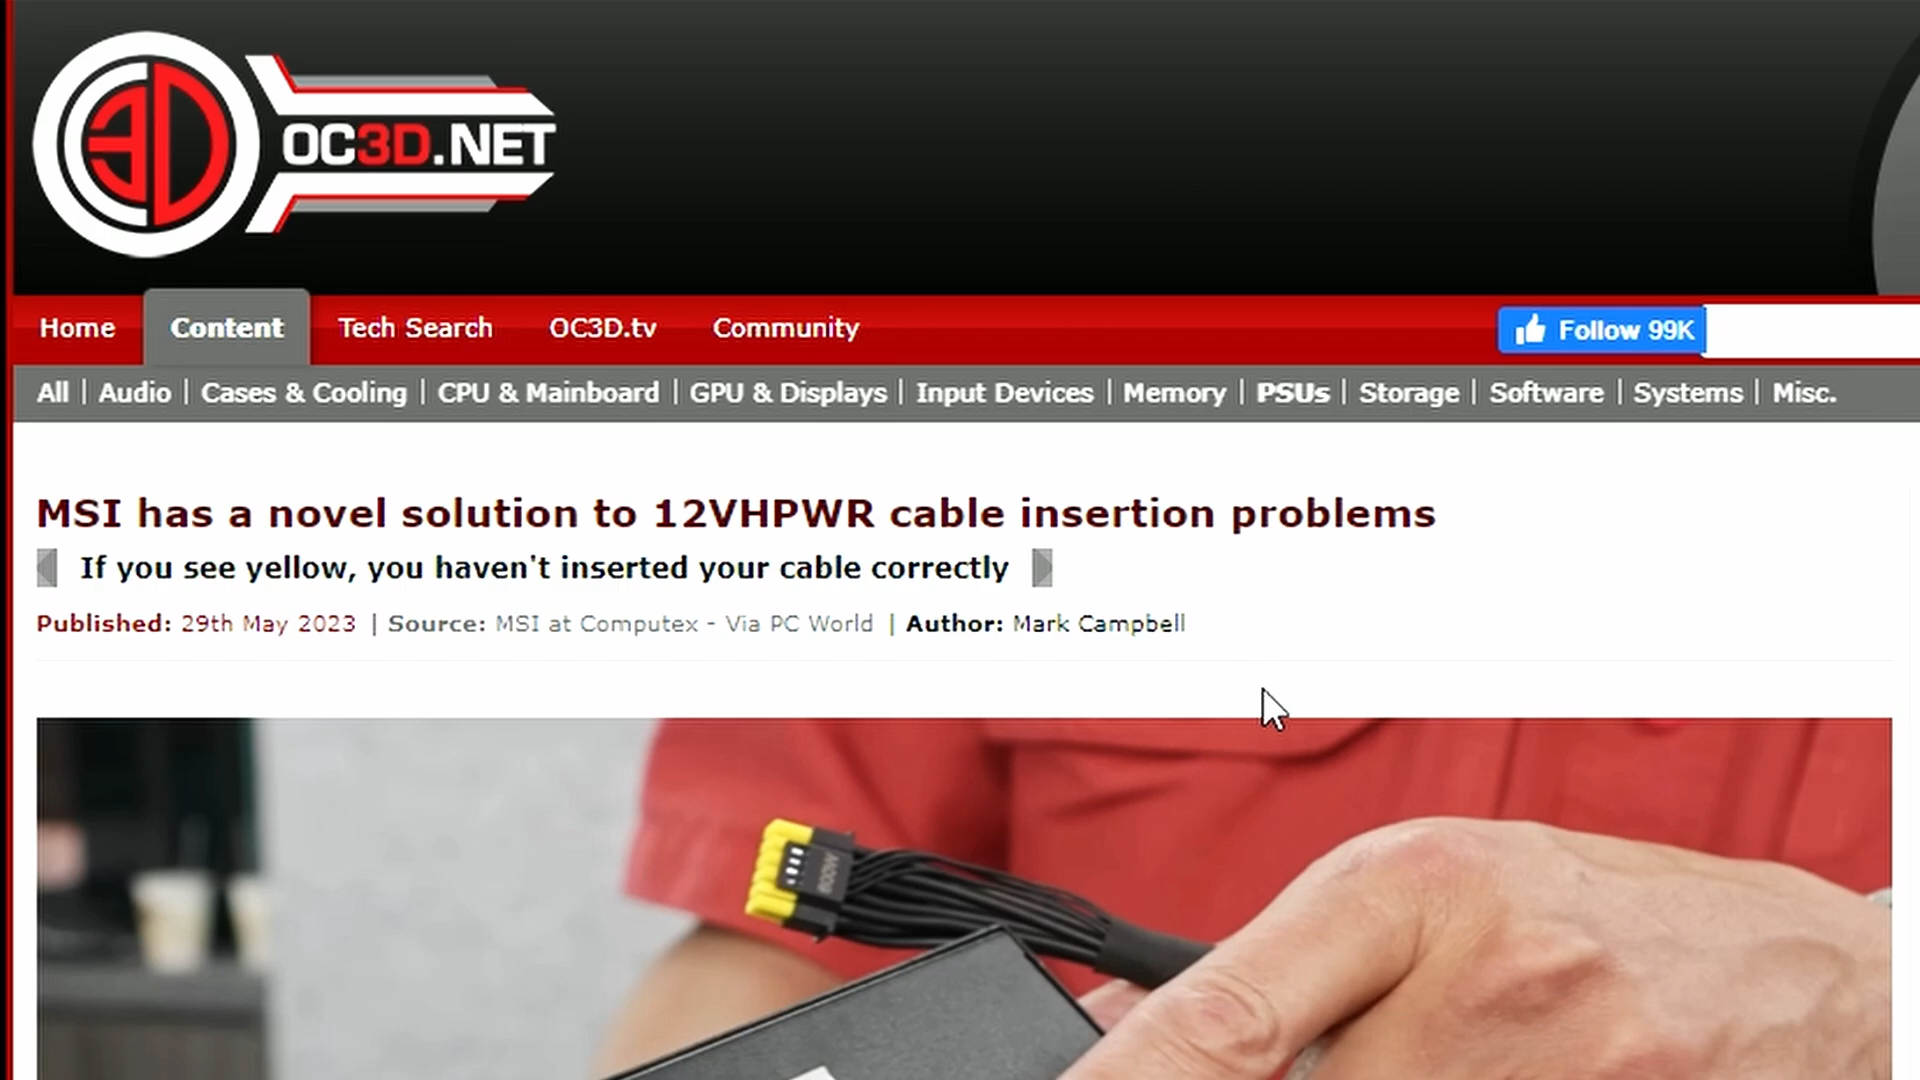 OC3D.NET
Home Content Tech Search OC3D.tv Community Follow 99K
All | Audio | Cases & Cooling | CPU & Mainboard | GPU & Displays | Input Devices | Memory | PSUs | Storage | Software | Systems | Misc.
MSI has a novel solution to 12VHPWR cable insertion problems
If you see yellow, you haven't inserted your cable correctly
Published: 29th May 2023 | Source: MSI at Computex - Via PC World | Author: Mark Campbell
600W